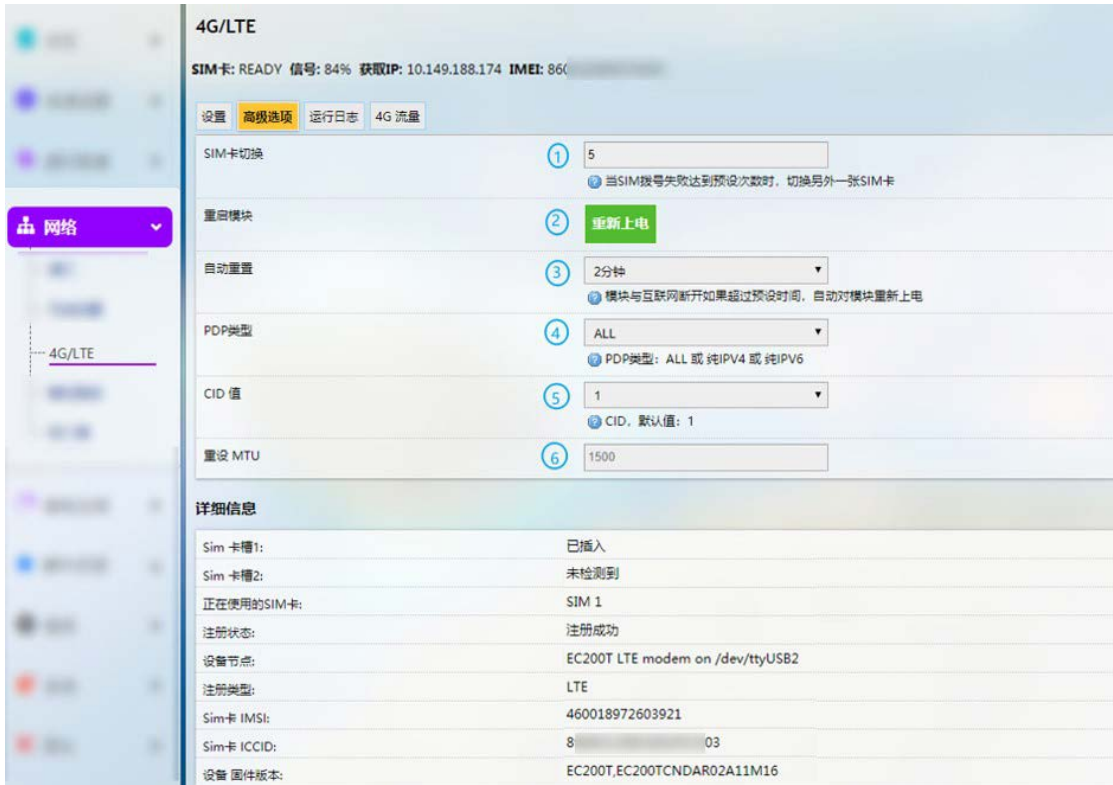 4G/LTE
SIM卡: READY 信号: 84% 获取IP: 10.149.188.174 IMEI: 860
设置 高级选项 运行日志 4G 流量
SIM卡切换 1 5
当SIM拨号失败达到预设次数时，切换另外一张SIM卡
重启模块 2 重新上电
网络
自动重置 3 2分钟
模块与互联网断开如果超过预设时间，自动对模块重新上电
PDP类型 4 ALL
4G/LTE
PDP类型：ALL 或 纯IPV4 或 纯IPV6
CID 值 5 1
CID，默认值：1
重设 MTU 6 1500
详细信息
Sim 卡槽1: 已插入
Sim 卡槽2: 未检测到
正在使用的SIM卡: SIM 1
注册状态: 注册成功
设备节点: EC200T LTE modem on /dev/ttyUSB2
注册类型: LTE
Sim卡 IMSI: 460018972603921
Sim卡 ICCID: 8 03
设备 固件版本: EC200T,EC200TCNDAR02A11M16